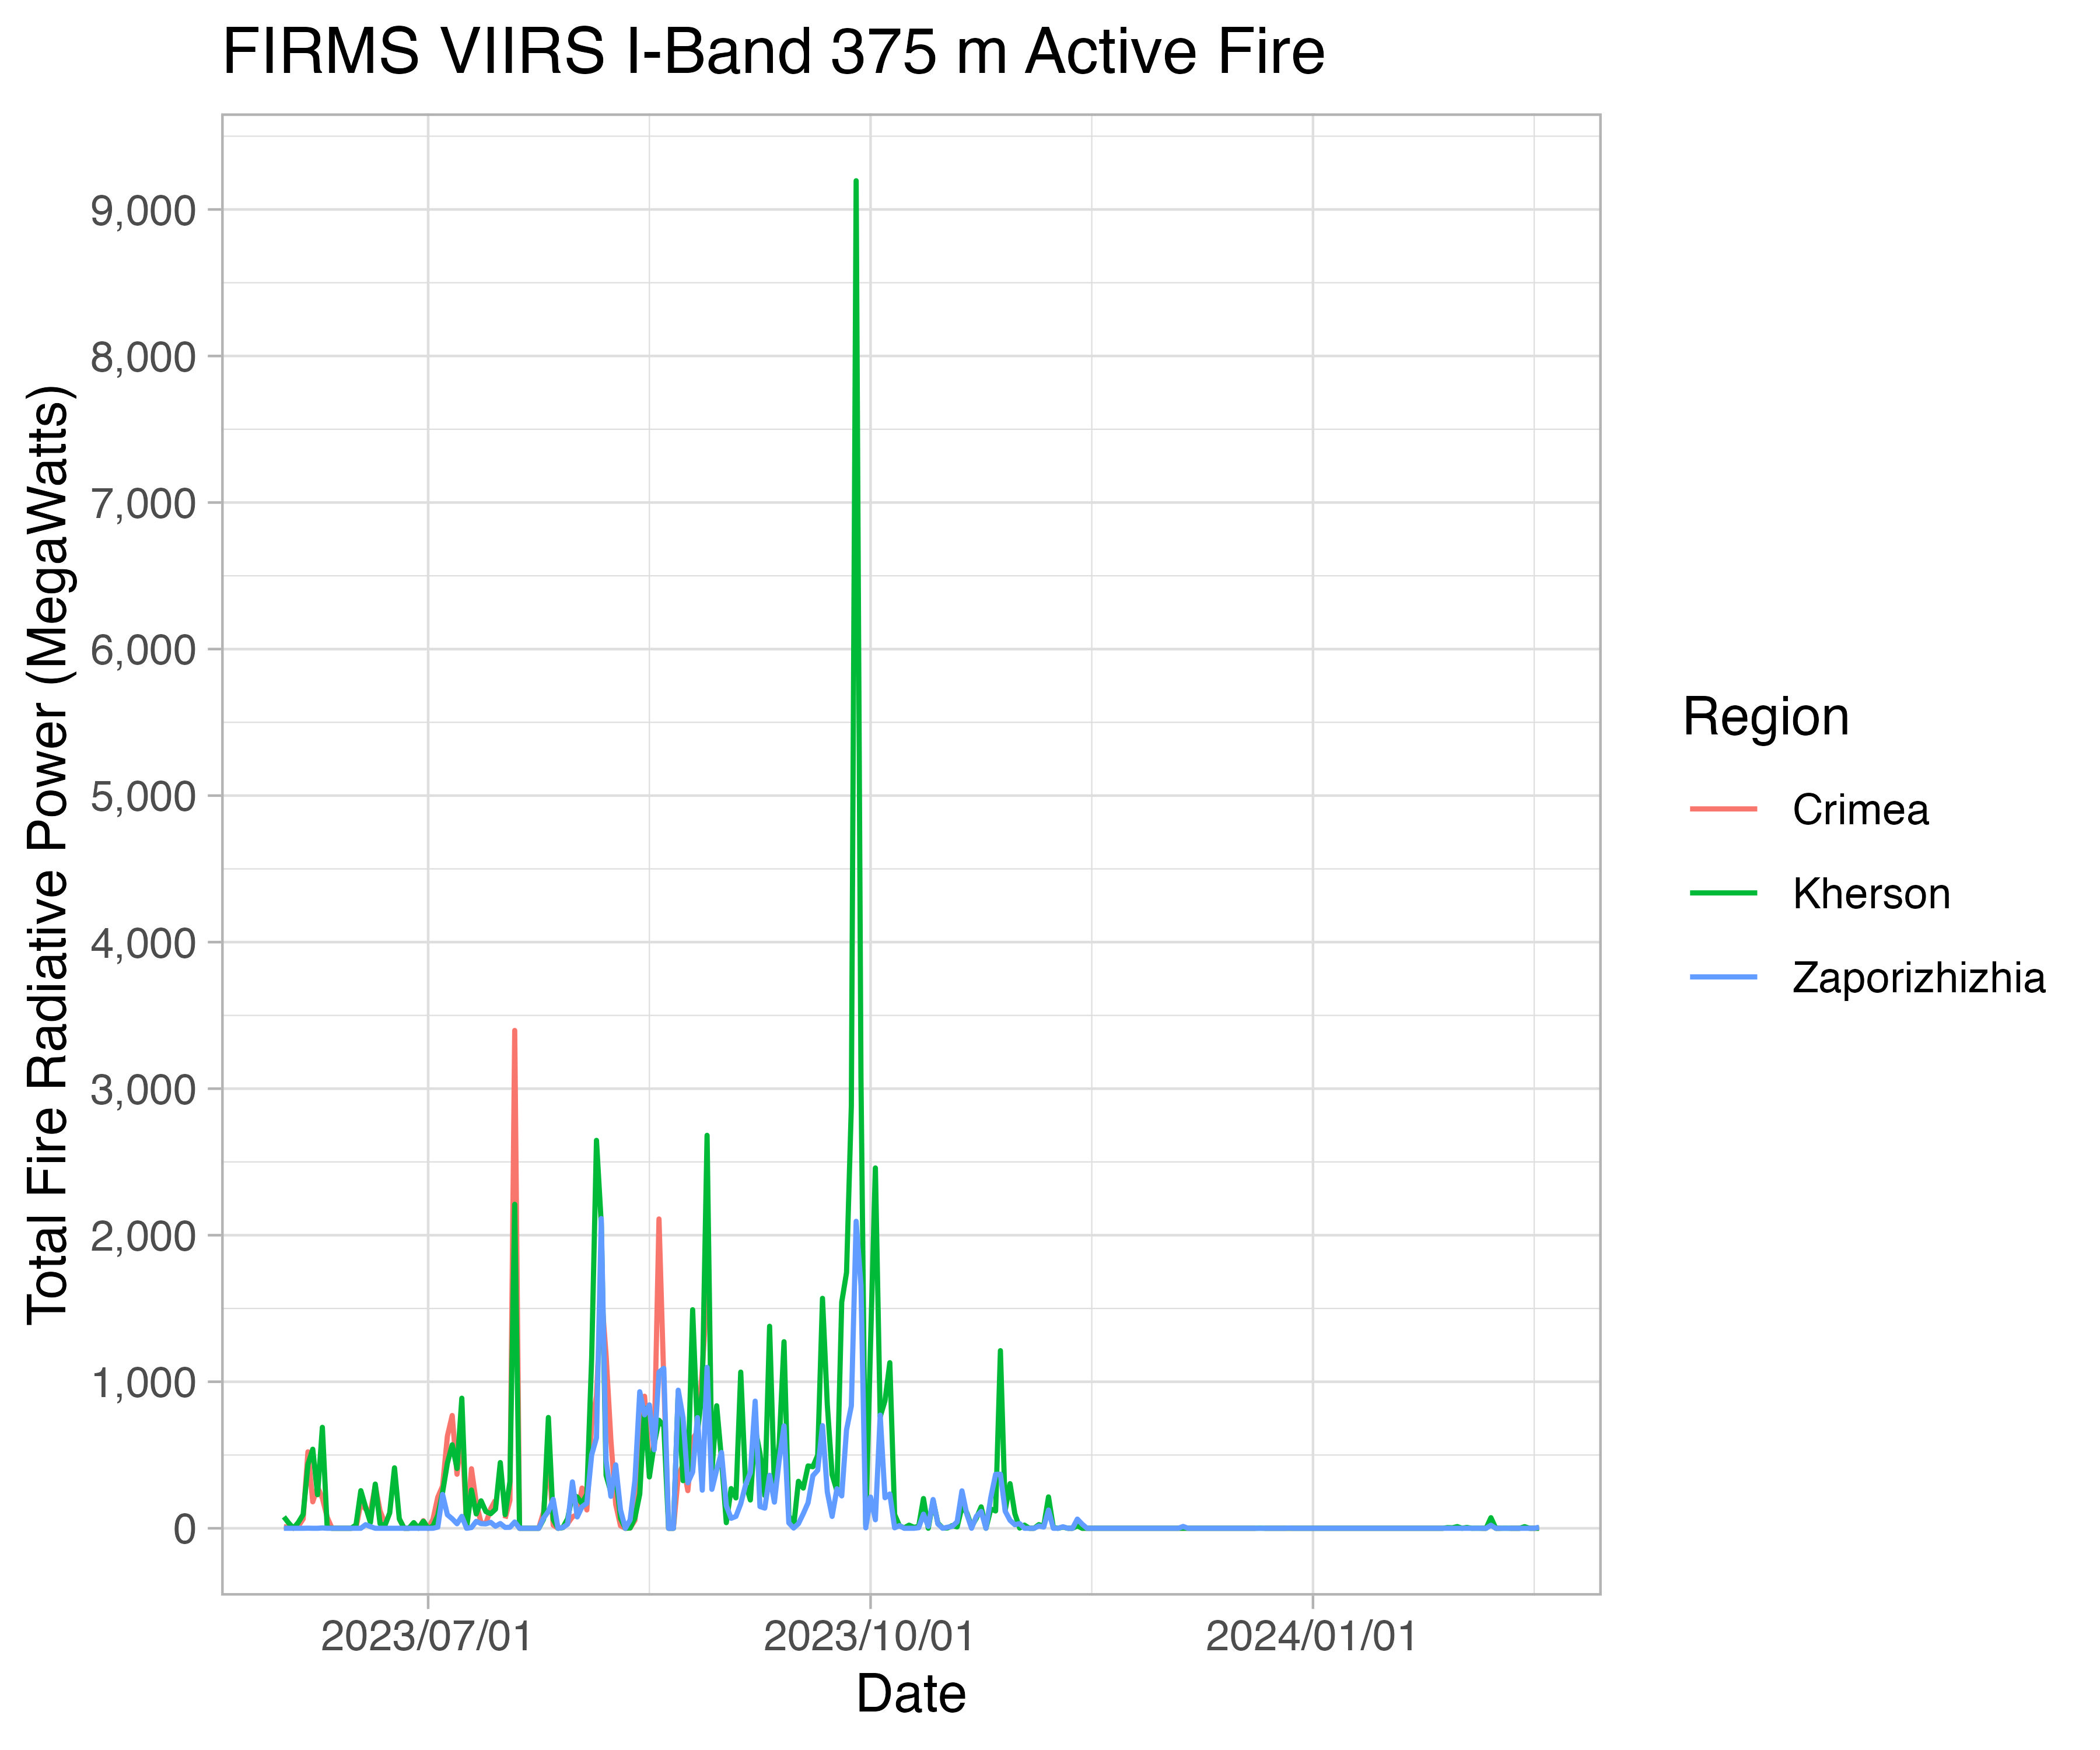 FIRMS VIIRS I-Band 375 m Active Fire
Total Fire Radiative Power (MegaWatts)
9,000
8,000
7,000
6,000
5,000
4,000
3,000
2,000
1,000
0
2023/07/01
2023/10/01
2024/01/01
Date
Region
Crimea
Kherson
Zaporizhizhia